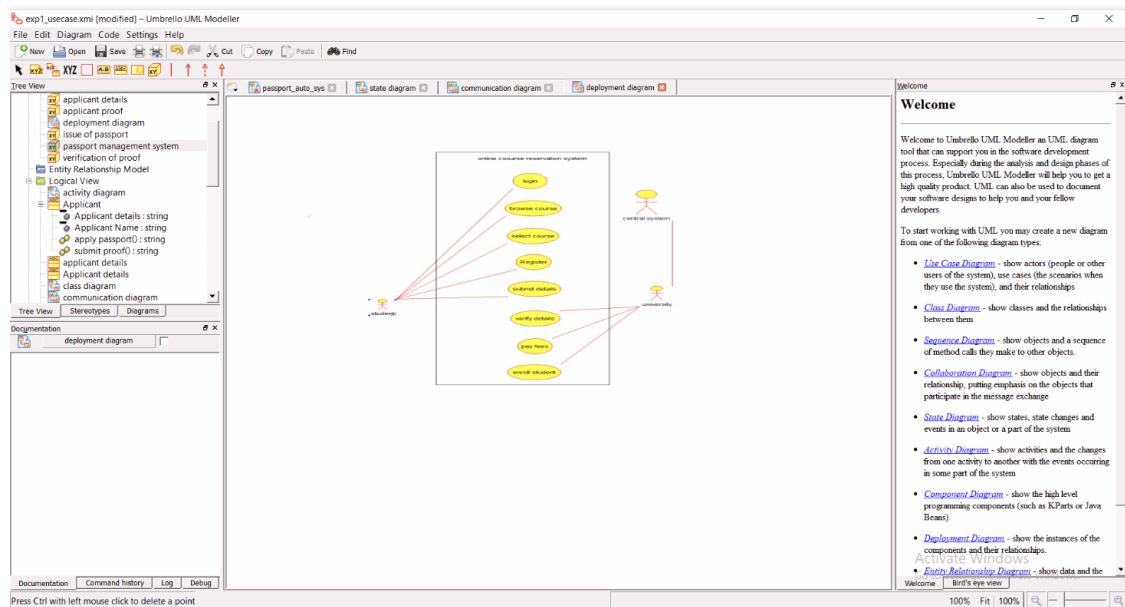 exp1_usecase.xmi [modified] – Umbrello UML Modeller
File Edit Diagram Code Settings Help
New Open Save Cut Copy Paste Find
XYZ
Tree View
applicant details
applicant proof
deployment diagram
issue of passport
passport management system
verification of proof
Entity Relationship Model
Logical View
activity diagram
Applicant
Applicant details : string
Applicant Name : string
apply passport() : string
submit proof() : string
applicant details
Applicant details
class diagram
communication diagram
Tree View Stereotypes Diagrams
Documentation
deployment diagram
Documentation Command history Log Debug
Press Ctrl with left mouse click to delete a point
passport_auto_sys state diagram communication diagram deployment diagram
online cousrse reservation system
login
browse course
select course
Register
submit details
verify details
pay fees
enroll student
student
central system
university
Welcome
Welcome
Welcome to Umbrello UML Modeller an UML diagram
tool that can support you in the software development
process. Especially during the analysis and design phases of
this process, Umbrello UML Modeller will help you to get a
high quality product. UML can also be used to document
your software designs to help you and your fellow
developers.
To start working with UML you may create a new diagram
from one of the following diagram types:
Use Case Diagram - show actors (people or other
users of the system), use cases (the scenarios when
they use the system), and their relationships
Class Diagram - show classes and the relationships
between them
Sequence Diagram - show objects and a sequence
of method calls they make to other objects.
Collaboration Diagram - show objects and their
relationship, putting emphasis on the objects that
participate in the message exchange
State Diagram - show states, state changes and
events in an object or a part of the system
Activity Diagram - show activities and the changes
from one activity to another with the events occurring
in some part of the system
Component Diagram - show the high level
programming components (such as KParts or Java
Beans).
Deployment Diagram - show the instances of the
components and their relationships.
Activate Windows
Entity Relationship Diagram - show data and the
Welcome Bird's eye view
100% Fit 100%